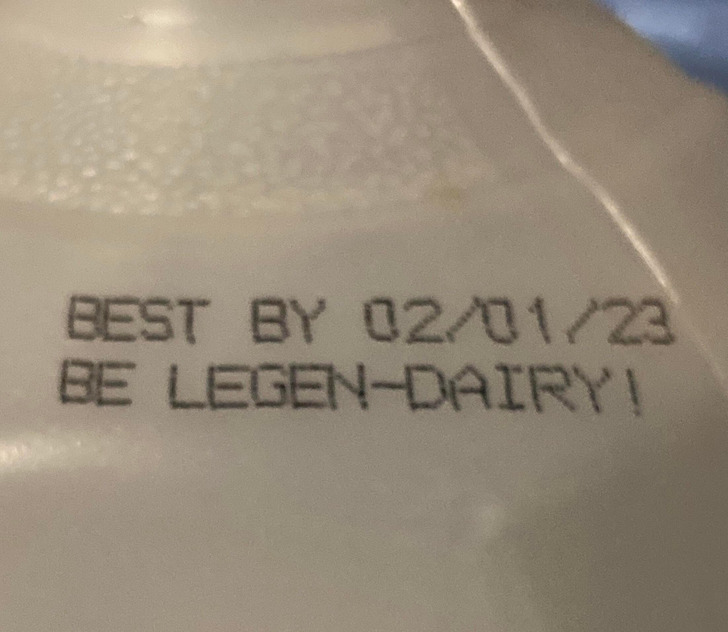 BEST BY 02/01/23
BE LEGEN-DAIRY!